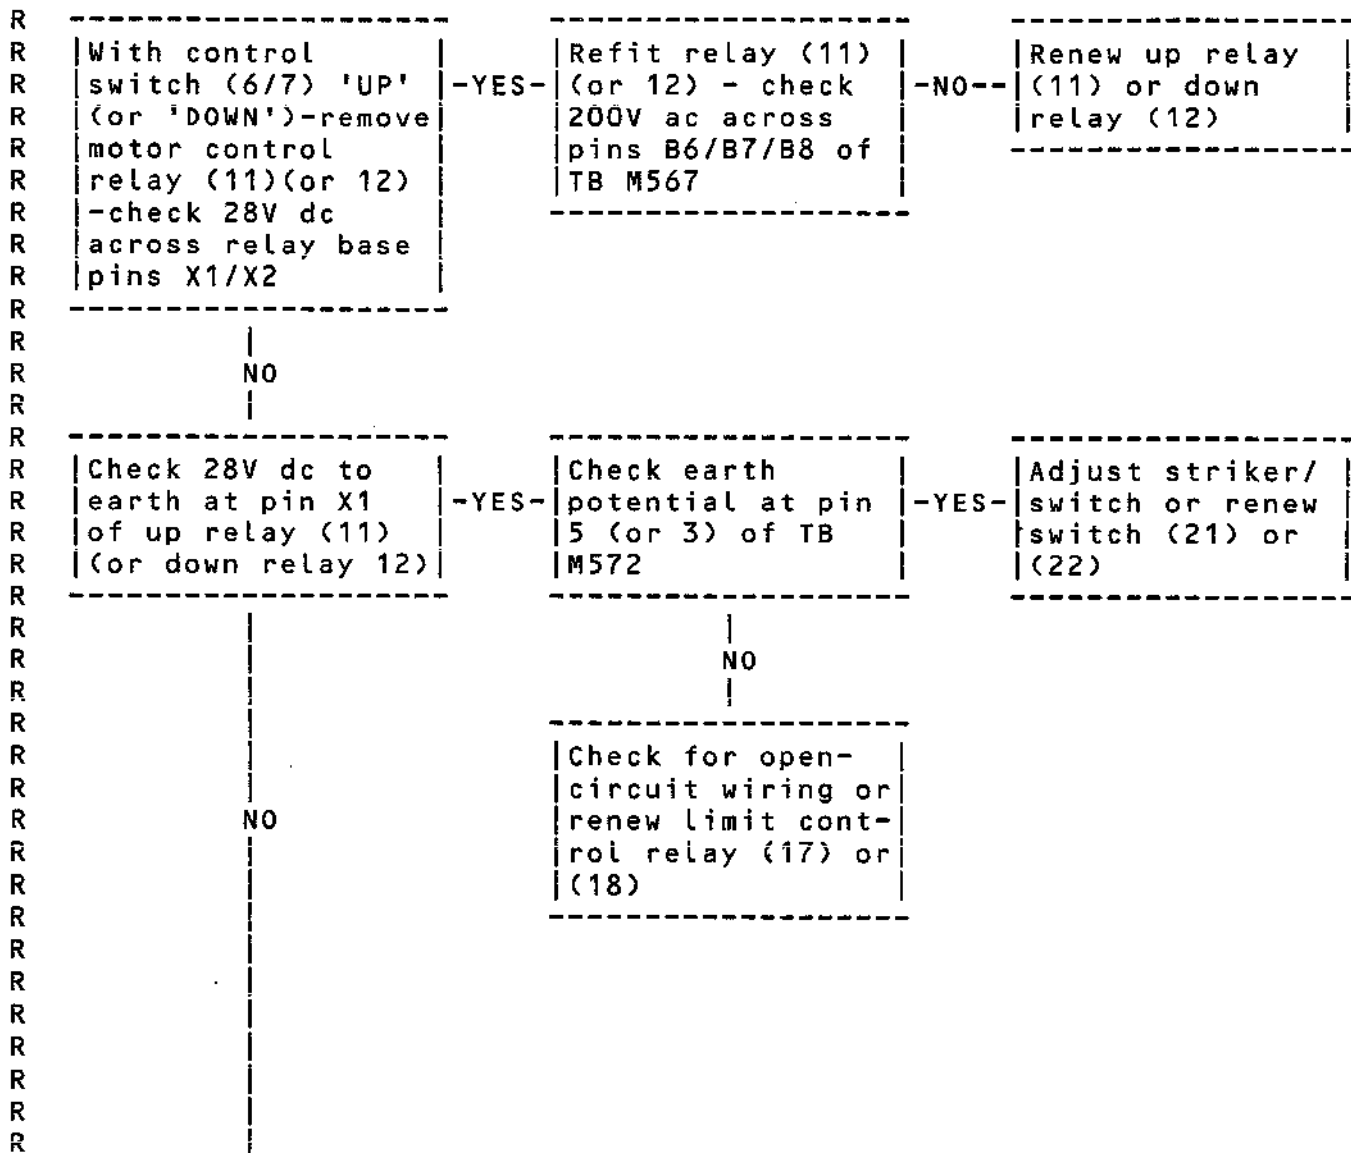 R
R |With control |Refit relay (11) |Renew up relay
R |switch (6/7) 'UP' |-YES-|(or 12) - check |-NO--|(11) or down
R |(or 'DOWN')-remove| |200V ac across | |relay (12)
R |motor control | |pins B6/B7/B8 of |
R |relay (11)(or 12) | |TB M567 |
R |-check 28V dc |
R |across relay base |
R |pins X1/X2 |
R
R
R NO
R
R
R |Check 28V dc to |Check earth |Adjust striker/
R |earth at pin X1 |-YES-|potential at pin |-YES-|switch or renew
R |of up relay (11) | |5 (or 3) of TB | |switch (21) or
R |(or down relay 12)| |M572 | |(22)
R
R
R NO
R
R
R |Check for open-
R |circuit wiring or|
R NO |renew limit cont-|
R |rol relay (17) or|
R |(18)
R
R
R
R
R
R
R
R